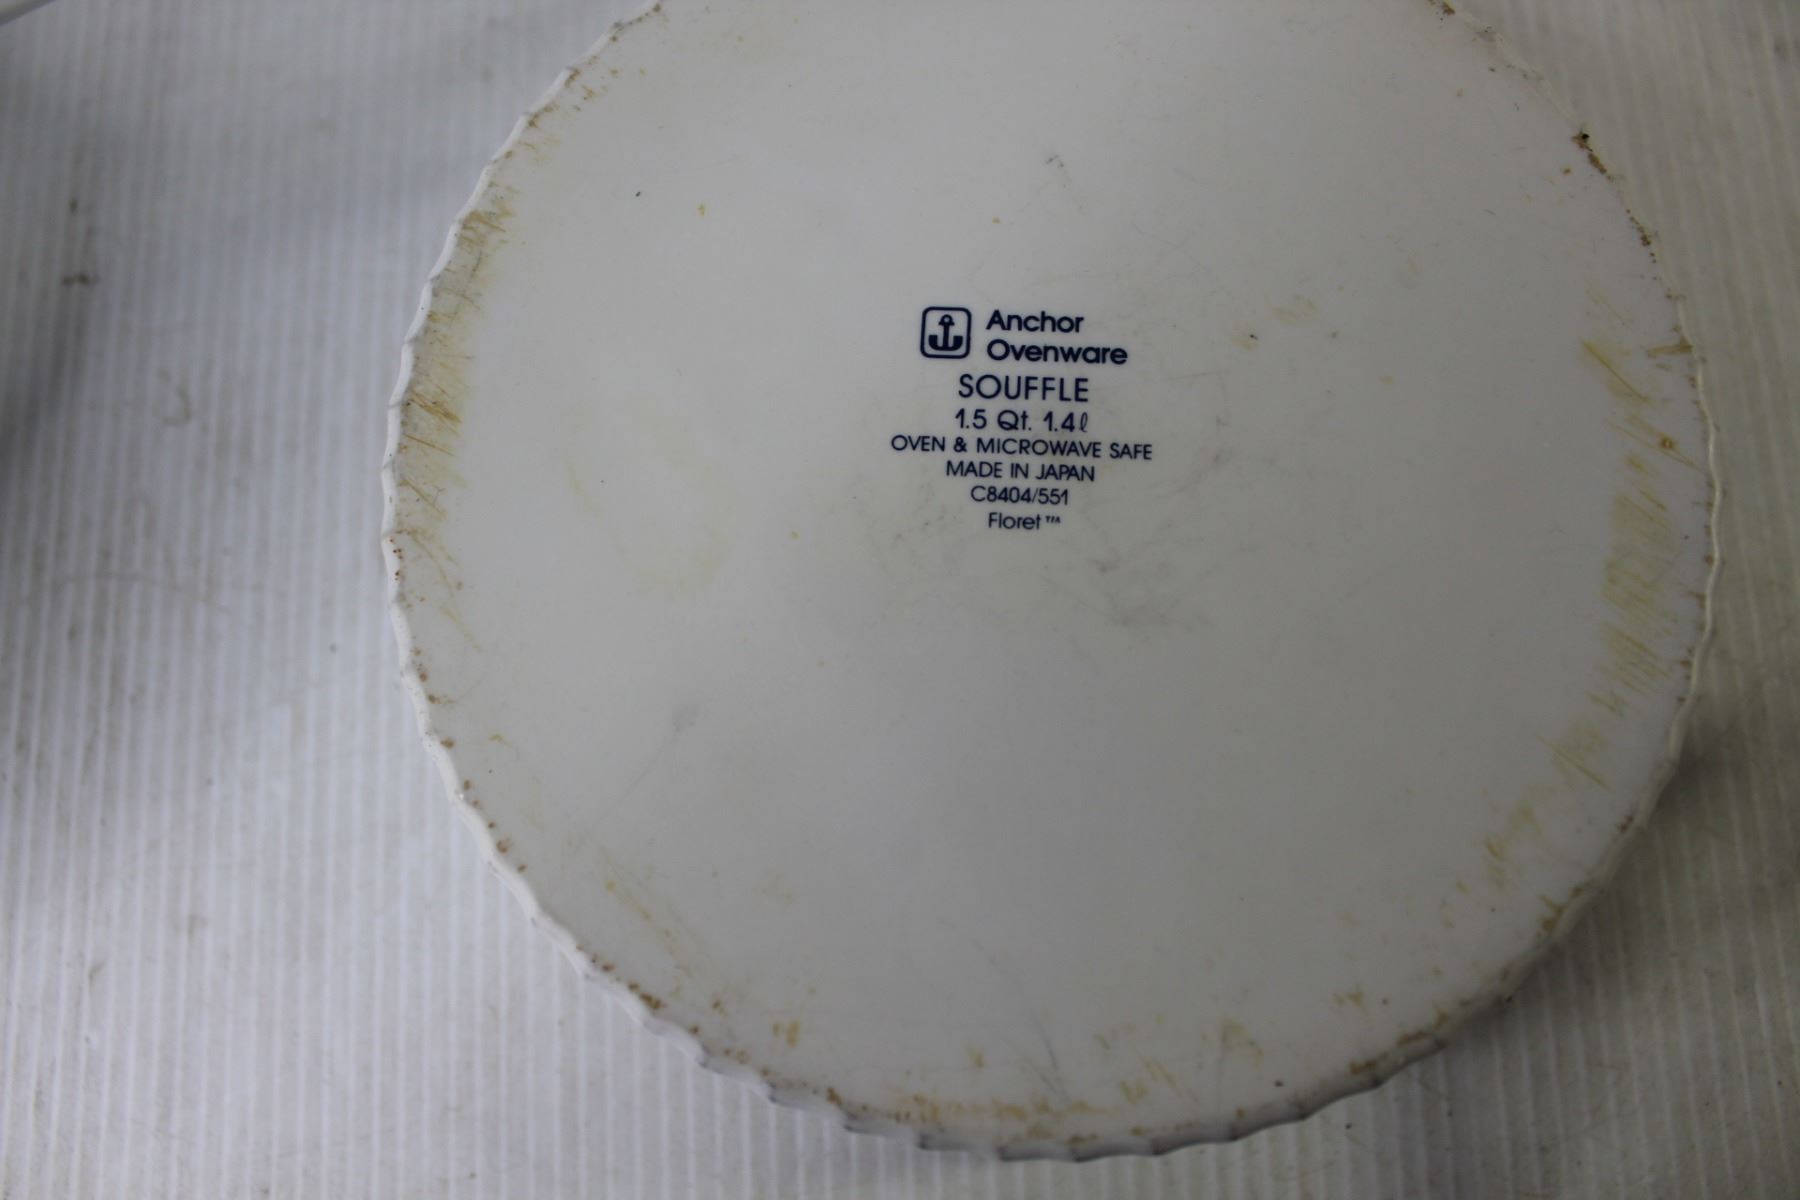 Anchor
Ovenware
SOUFFLE
1.5 Qt. 1.4ℓ
OVEN & MICROWAVE SAFE
MADE IN JAPAN
C8404/551
Floret™